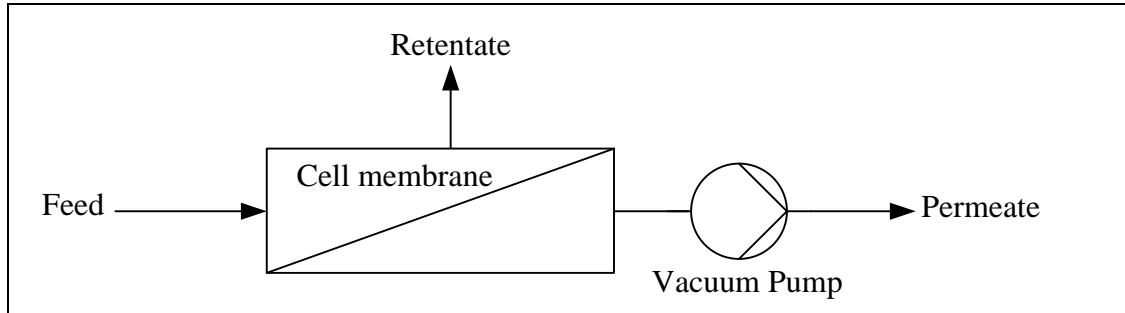 Retentate
Cell membrane
Feed
Permeate
Vacuum Pump